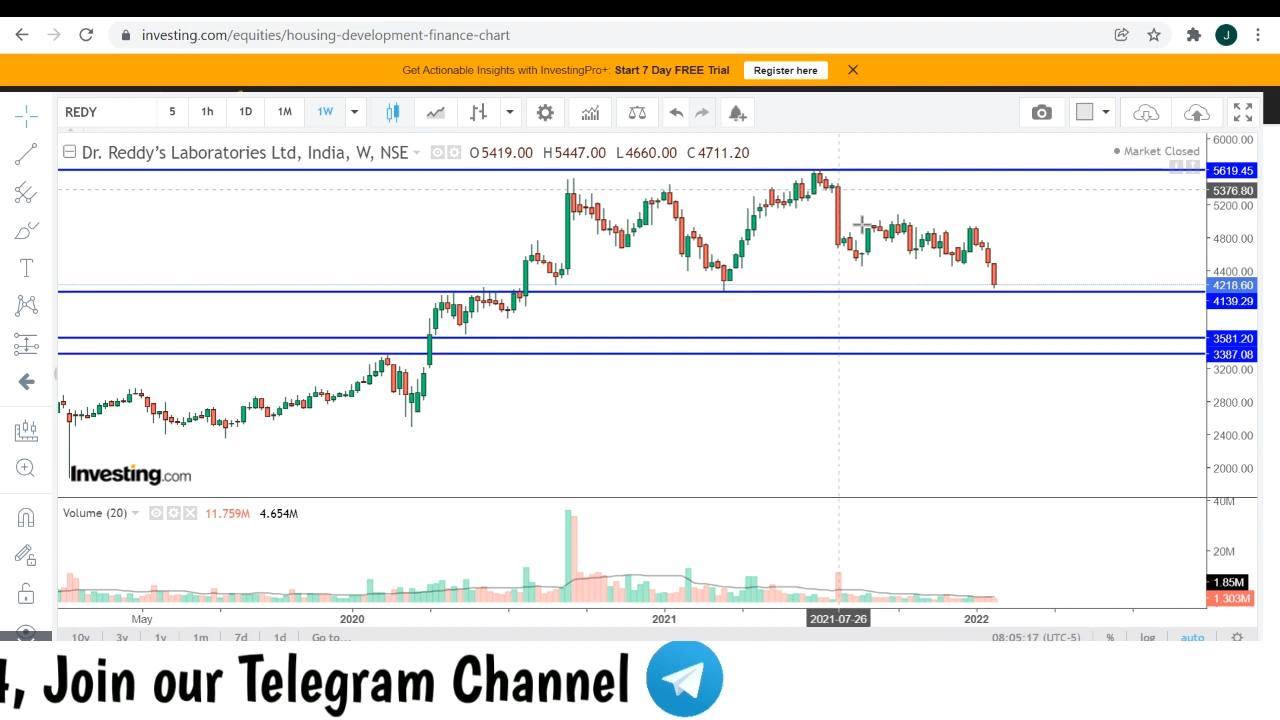 investing.com/equities/housing-development-finance-chart
J
Get Actionable Insights with InvestingPro+: Start 7 Day FREE Trial
Register here
REDY 5 1h 1D 1M 1W
Dr. Reddy's Laboratories Ltd, India, W, NSE O5419.00 H5447.00 L4660.00 C4711.20
Market Closed
6000.00
5619.45
5376.80
5200.00
4800.00
4400.00
4218.60
4139.29
3581.20
3387.08
3200.00
2800.00
2400.00
2000.00
Investing.com
Volume (20) 11.759M 4.654M
40M
20M
1.85M
1.303M
May 2020 2021 2021-07-26 2022
10y 3y 1y 1m 7d 1d Go to... 08:05:17 (UTC-5) % log auto
4, Join our Telegram Channel